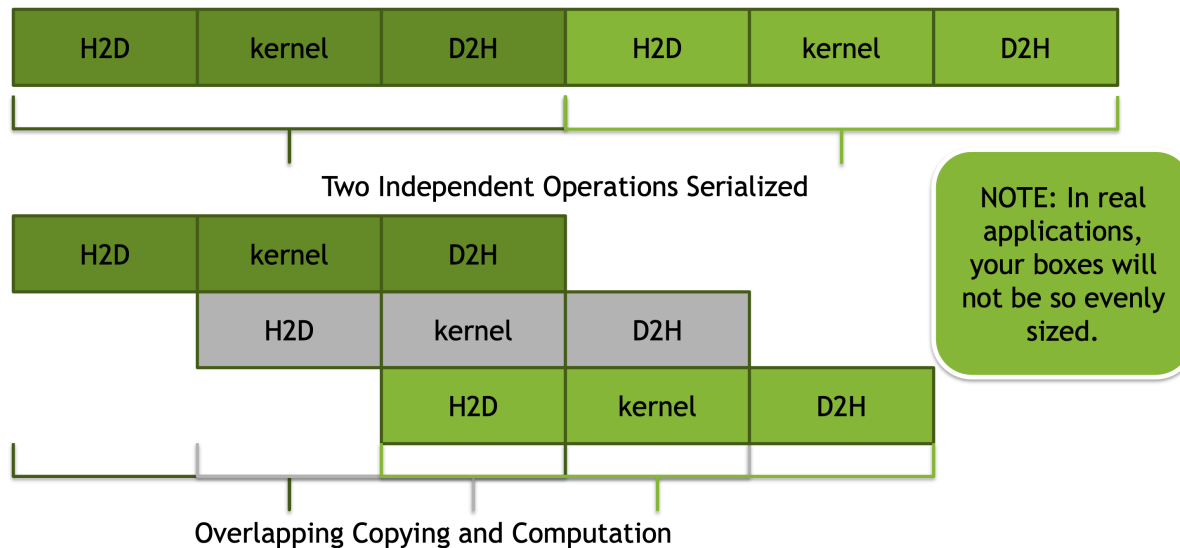 H2D kernel D2H H2D kernel D2H
Two Independent Operations Serialized
H2D kernel D2H
H2D kernel D2H
H2D kernel D2H
Overlapping Copying and Computation
NOTE: In real
applications,
your boxes will
not be so evenly
sized.